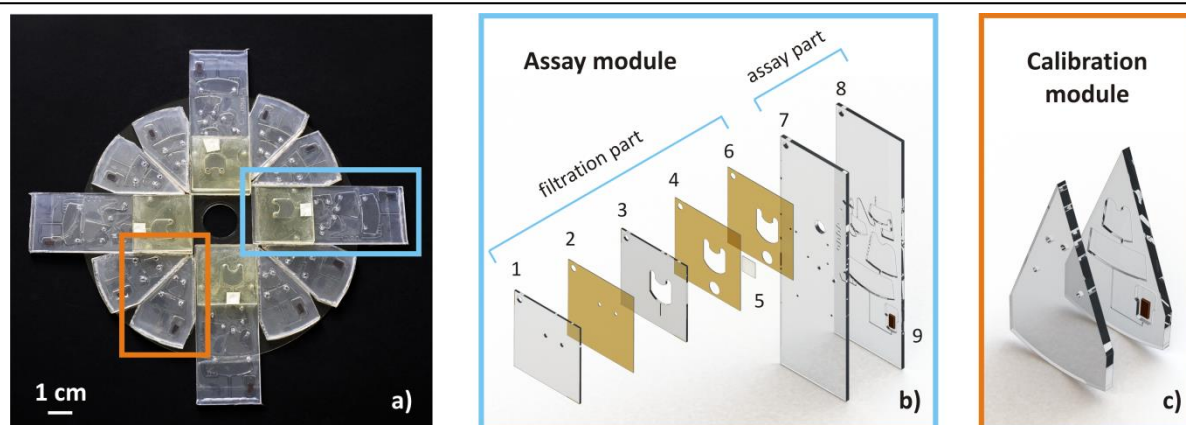 1 cm
a)
Assay module
filtration part
assay part
1
2
3
4
5
6
7
8
9
b)
Calibration
module
c)